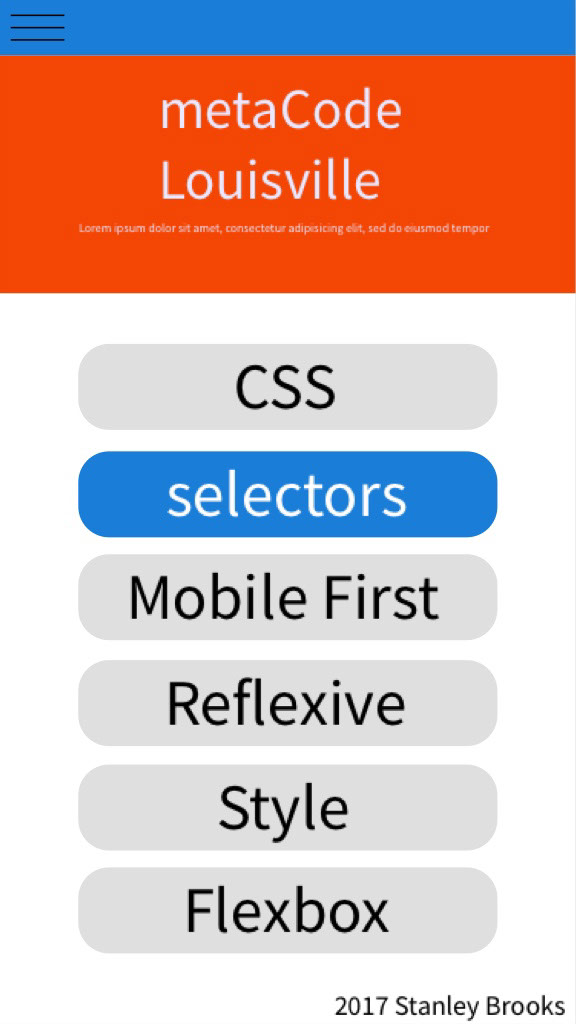 metaCode
Louisville
Lorem ipsum dolor sit amet, consectetur adipisicing elit, sed do eiusmod tempor
CSS
selectors
Mobile First
Reflexive
Style
Flexbox
2017 Stanley Brooks